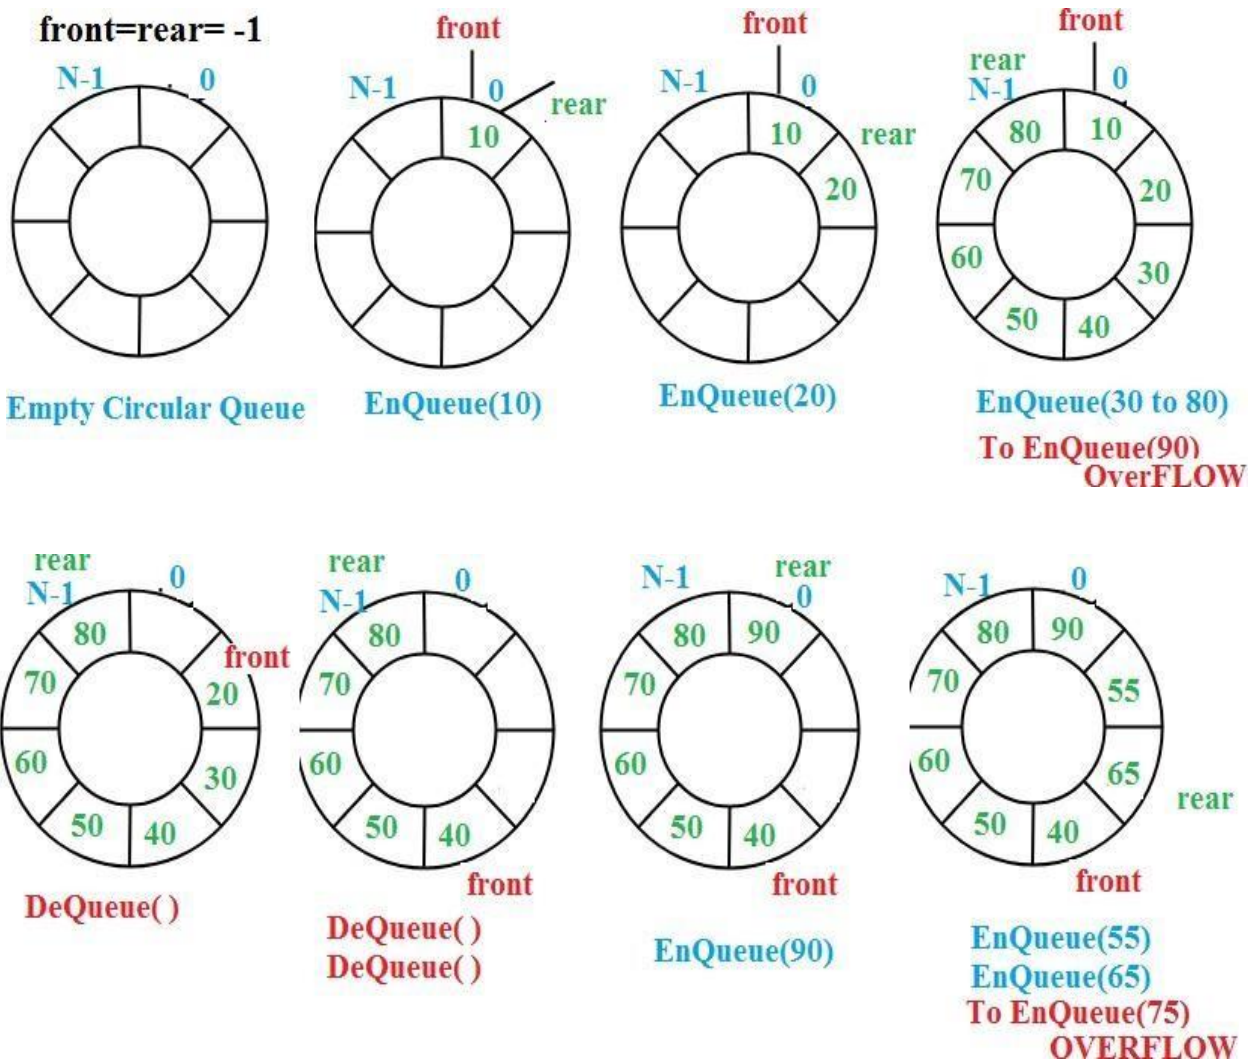 front=rear= -1
N-1 0
Empty Circular Queue
front
N-1 0
rear
10
EnQueue(10)
front
N-1 0
rear
10
20
EnQueue(20)
front
rear
N-1 0
80 10
70 20
60 30
50 40
EnQueue(30 to 80)
To EnQueue(90)
OverFLOW
rear
N-1 0
80
front
70 20
60 30
50 40
DeQueue( )
rear
N-1 0
80
70
60
50 40
front
DeQueue( )
DeQueue( )
rear
N-1 0
80 90
70
60
50 40
front
EnQueue(90)
N-1 0
80 90
70 55
60 65
rear
50 40
front
EnQueue(55)
EnQueue(65)
To EnQueue(75)
OVERFLOW